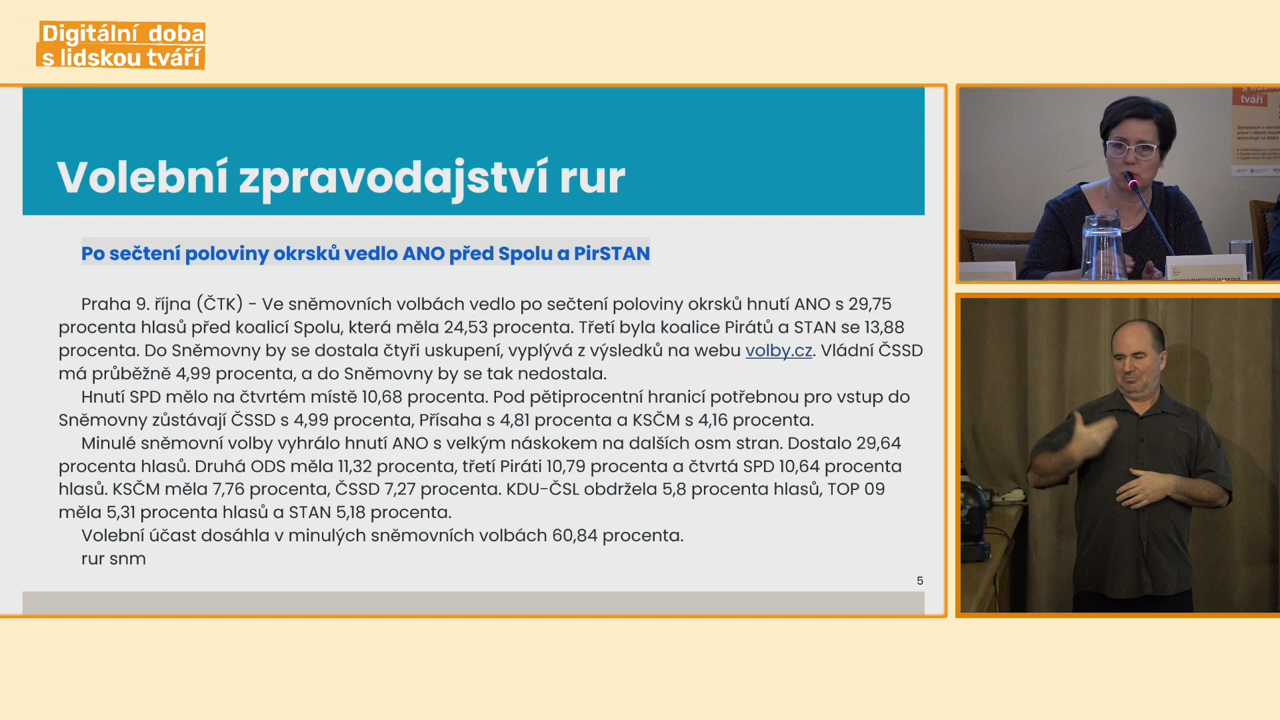 Digitální doba
s lidskou tváří
Volební zpravodajství rur
Po sečtení poloviny okrsků vedlo ANO před Spolu a PirSTAN
Praha 9. října (ČTK) - Ve sněmovních volbách vedlo po sečtení poloviny okrsků hnutí ANO s 29,75
procenta hlasů před koalicí Spolu, která měla 24,53 procenta. Třetí byla koalice Pirátů a STAN se 13,88
procenta. Do Sněmovny by se dostala čtyři uskupení, vyplývá z výsledků na webu volby.cz. Vládní ČSSD
má průběžně 4,99 procenta, a do Sněmovny by se tak nedostala.
Hnutí SPD mělo na čtvrtém místě 10,68 procenta. Pod pětiprocentní hranicí potřebnou pro vstup do
Sněmovny zůstávají ČSSD s 4,99 procenta, Přísaha s 4,81 procenta a KSČM s 4,16 procenta.
Minulé sněmovní volby vyhrálo hnutí ANO s velkým náskokem na dalších osm stran. Dostalo 29,64
procenta hlasů. Druhá ODS měla 11,32 procenta, třetí Piráti 10,79 procenta a čtvrtá SPD 10,64 procenta
hlasů. KSČM měla 7,76 procenta, ČSSD 7,27 procenta. KDU-ČSL obdržela 5,8 procenta hlasů, TOP 09
měla 5,31 procenta hlasů a STAN 5,18 procenta.
Volební účast dosáhla v minulých sněmovních volbách 60,84 procenta.
rur snm
5
s lidskou
tváří